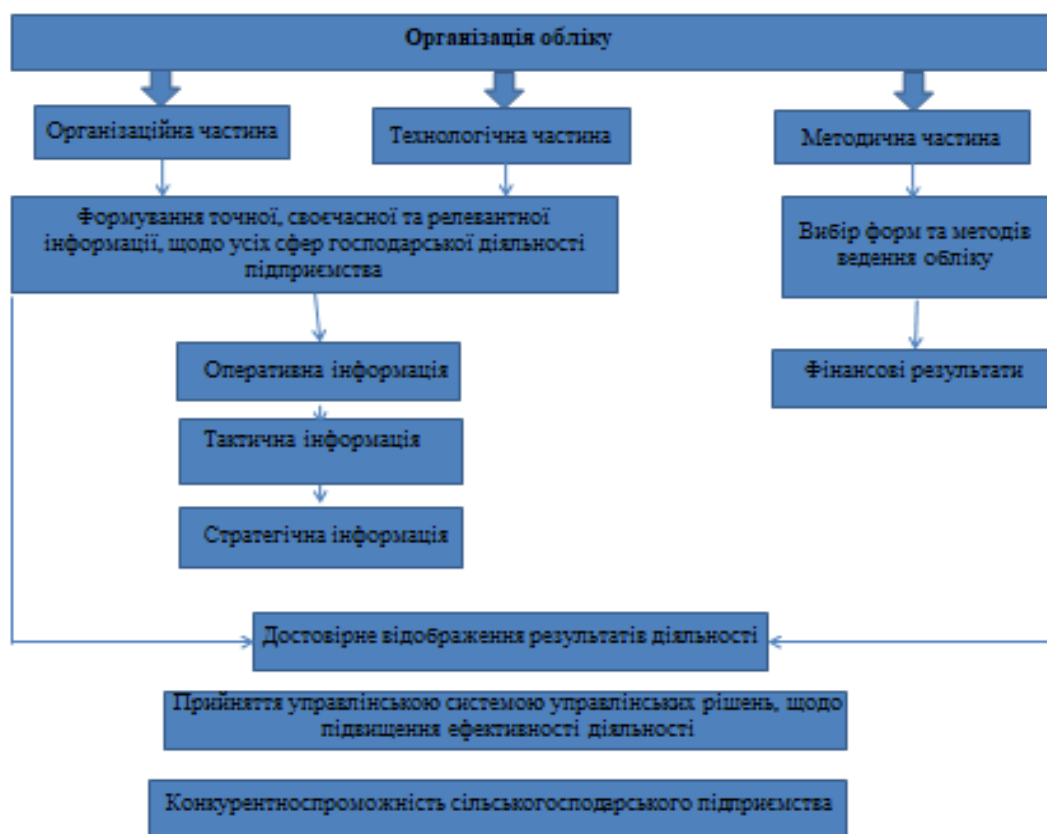 Організація обліку
Організаційна частина
Технологічна частина
Методична частина
Формування точної, своєчасної та релевантної
інформації, щодо усіх сфер господарської діяльності
підприємства
Вибір форм та методів
ведення обліку
Оперативна інформація
Фінансові результати
Тактична інформація
Стратегічна інформація
Достовірне відображення результатів діяльності
Прийняття управлінською системою управлінських рішень, щодо
підвищення ефективності діяльності
Конкурентноспроможність сільськогосподарського підприємства